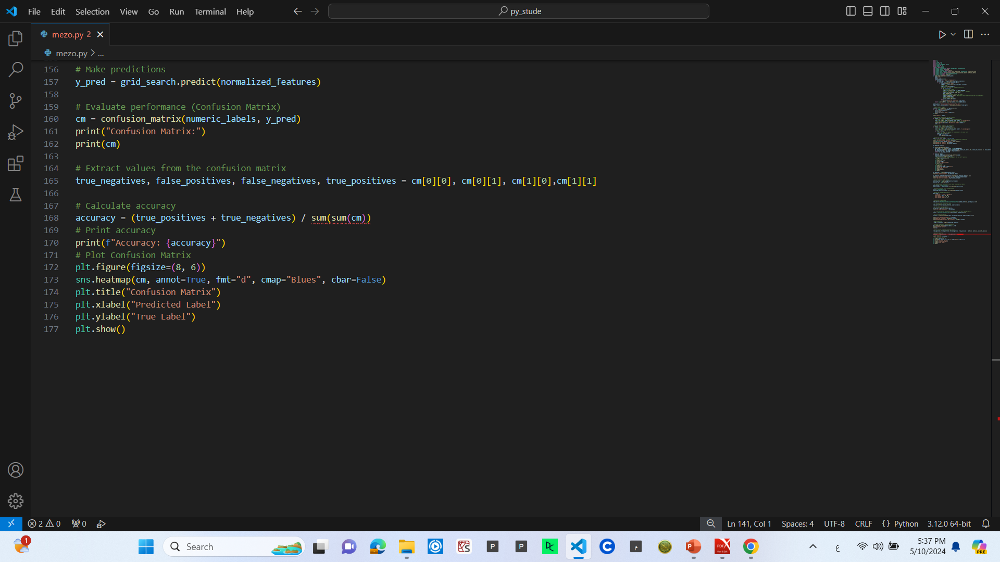 File Edit Selection View Go Run Terminal Help
py_stude
mezo.py 2
mezo.py > ...
156 # Make predictions
157 y_pred = grid_search.predict(normalized_features)
158
159 # Evaluate performance (Confusion Matrix)
160 cm = confusion_matrix(numeric_labels, y_pred)
161 print("Confusion Matrix:")
162 print(cm)
163
164 # Extract values from the confusion matrix
165 true_negatives, false_positives, false_negatives, true_positives = cm[0][0], cm[0][1], cm[1][0],cm[1][1]
166
167 # Calculate accuracy
168 accuracy = (true_positives + true_negatives) / sum(sum(cm))
169 # Print accuracy
170 print(f"Accuracy: {accuracy}")
171 # Plot Confusion Matrix
172 plt.figure(figsize=(8, 6))
173 sns.heatmap(cm, annot=True, fmt="d", cmap="Blues", cbar=False)
174 plt.title("Confusion Matrix")
175 plt.xlabel("Predicted Label")
176 plt.ylabel("True Label")
177 plt.show()
2 0 0
Ln 141, Col 1 Spaces: 4 UTF-8 CRLF {} Python 3.12.0 64-bit
1
Search
P
P
م
P
PDF
ع
5:37 PM
5/10/2024
PRE